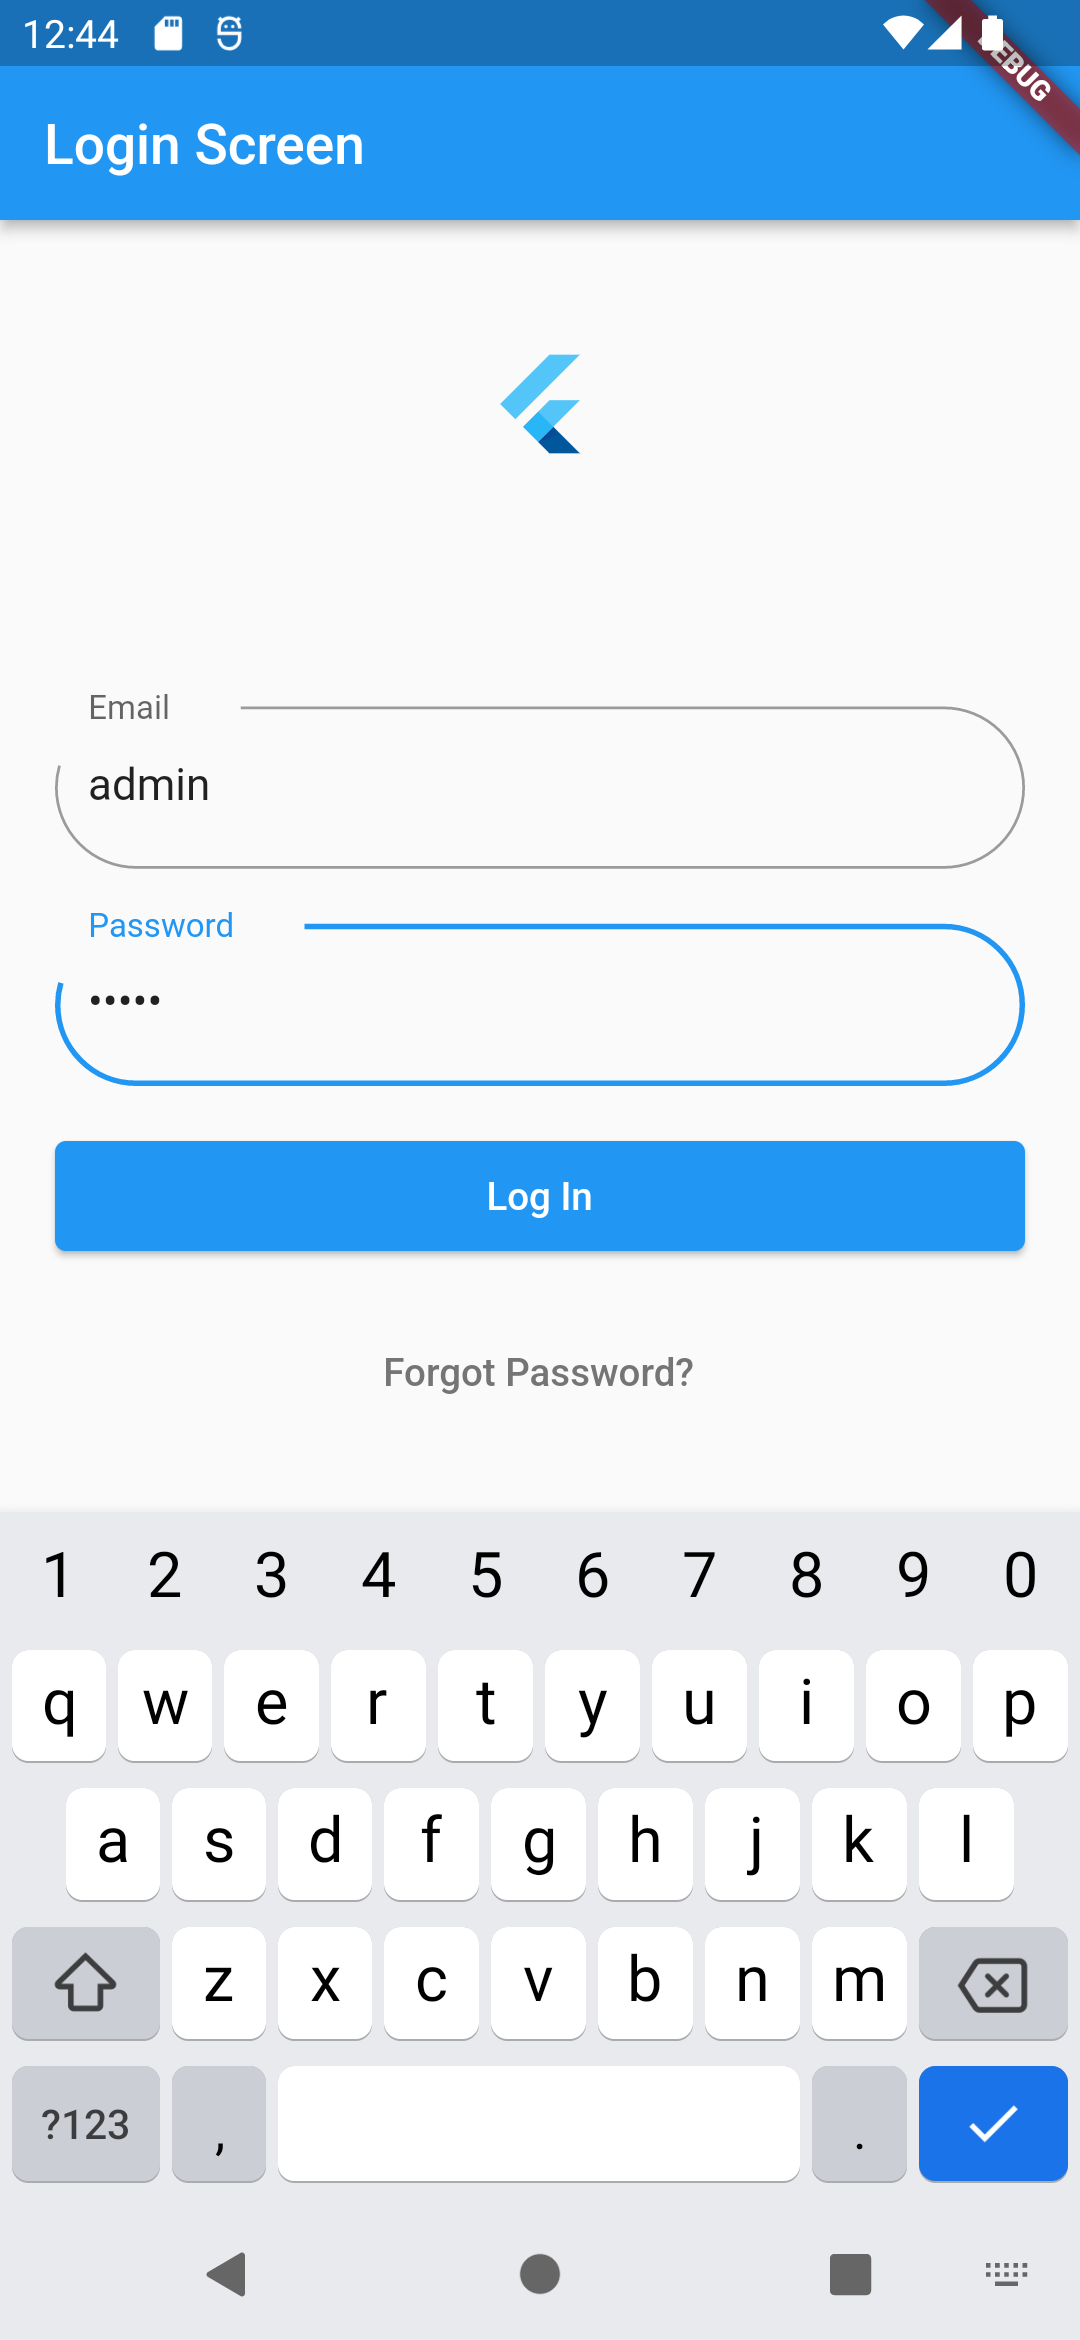 12:44
DEBUG
Login Screen
Email
admin
Password
•••••
Log In
Forgot Password?
1 2 3 4 5 6 7 8 9 0
q w e r t y u i o p
a s d f g h j k l
z x c v b n m
?123 , .